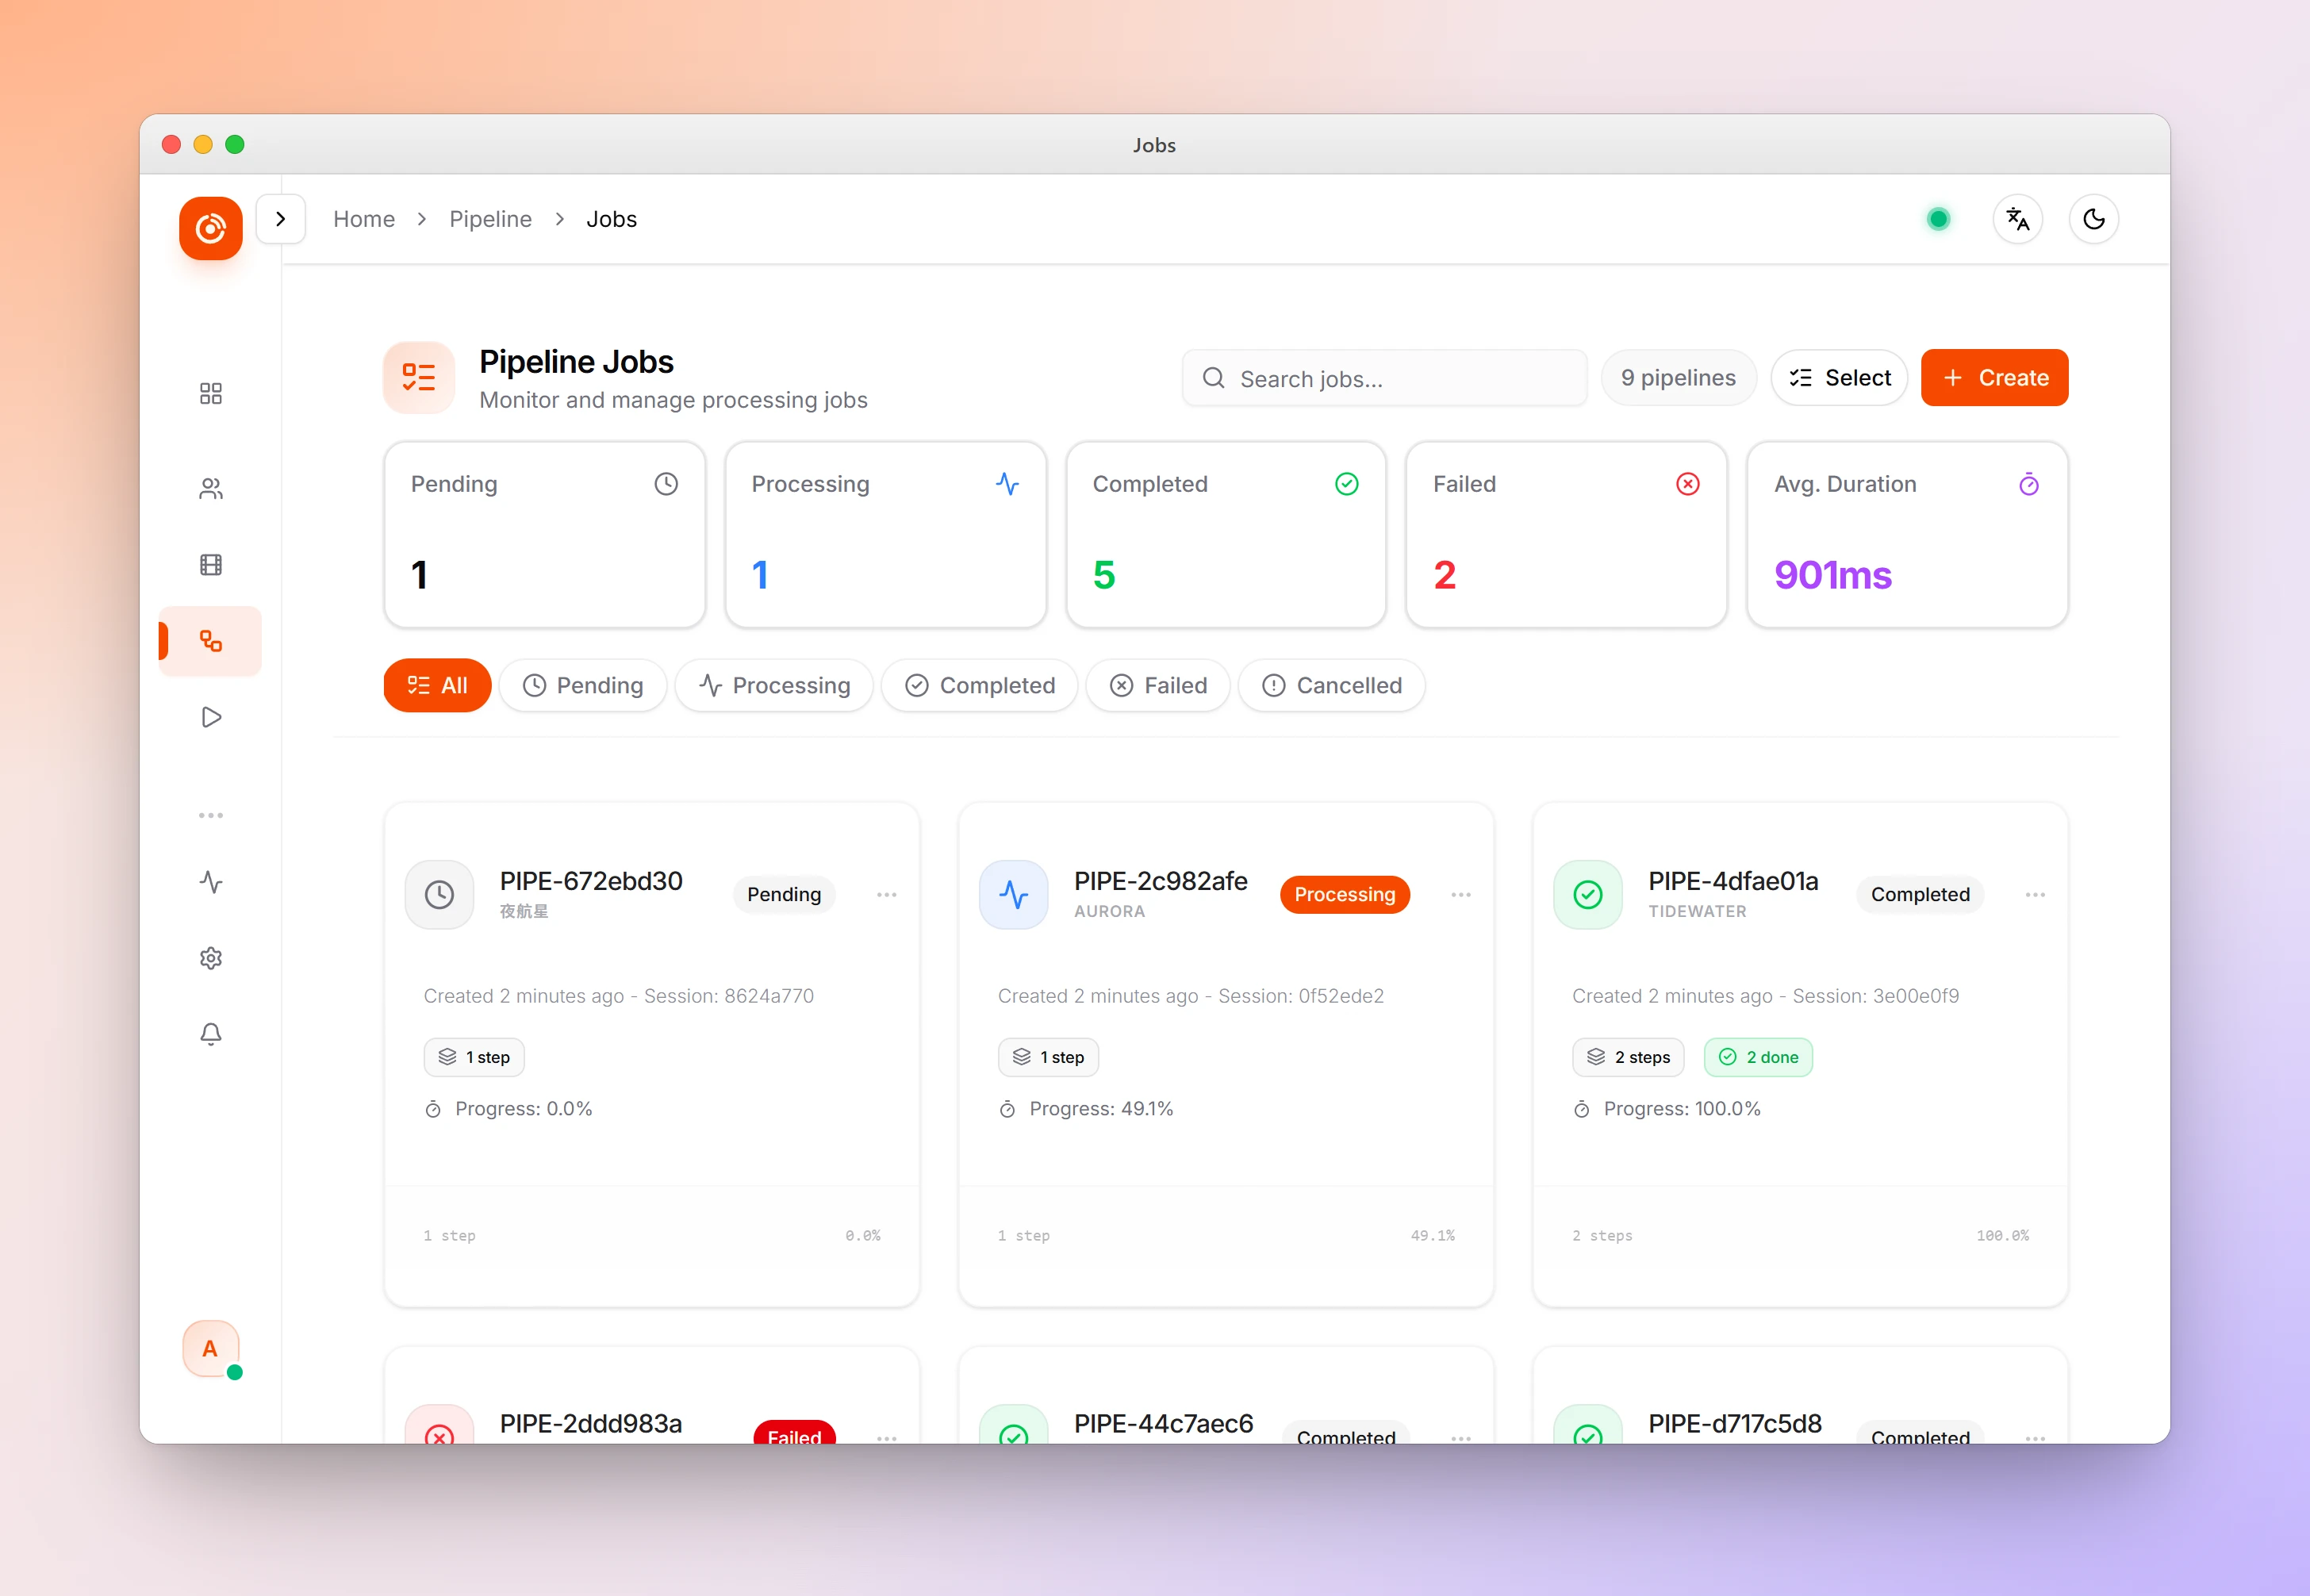 Jobs
Home > Pipeline > Jobs
Pipeline Jobs
Monitor and manage processing jobs
Search jobs...
9 pipelines
Select
+ Create
Pending
1
Processing
1
Completed
5
Failed
2
Avg. Duration
901ms
All
Pending
Processing
Completed
Failed
Cancelled
PIPE-672ebd30
夜航星
Pending
Created 2 minutes ago - Session: 8624a770
1 step
Progress: 0.0%
1 step
0.0%
PIPE-2c982afe
AURORA
Processing
Created 2 minutes ago - Session: 0f52ede2
1 step
Progress: 49.1%
1 step
49.1%
PIPE-4dfae01a
TIDEWATER
Completed
Created 2 minutes ago - Session: 3e00e0f9
2 steps
2 done
Progress: 100.0%
2 steps
100.0%
PIPE-2ddd983a
Failed
PIPE-44c7aec6
Completed
PIPE-d717c5d8
Completed
A